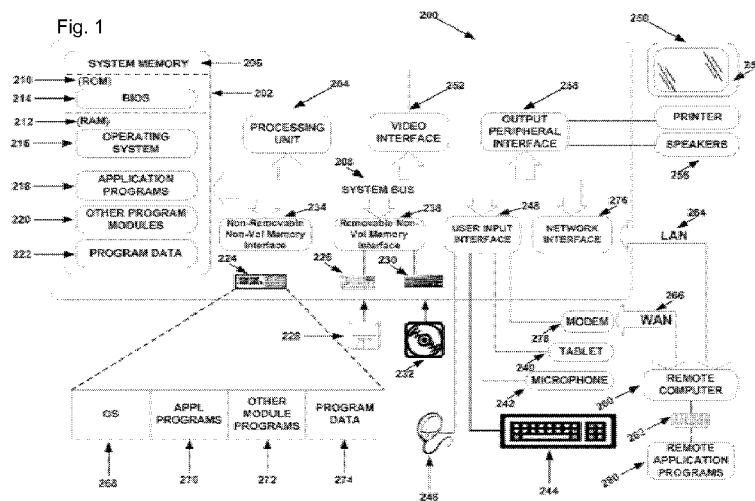 Fig. 1
200
SYSTEM MEMORY
206
210
(ROM)
202
214
BIOS
212
(RAM)
216
OPERATING SYSTEM
218
APPLICATION PROGRAMS
220
OTHER PROGRAM MODULES
222
PROGRAM DATA
204
PROCESSING UNIT
252
VIDEO INTERFACE
258
OUTPUT PERIPHERAL INTERFACE
250
PRINTER
SPEAKERS
256
208
SYSTEM BUS
234
Non-Removable Non-Vol Memory Interface
238
Removable Non-Vol Memory Interface
248
USER INPUT INTERFACE
276
NETWORK INTERFACE
264
LAN
224
226
230
228
232
266
WAN
MODEM
278
TABLET
240
MICROPHONE
242
REMOTE COMPUTER
260
262
REMOTE APPLICATION PROGRAMS
280
OS
APPL PROGRAMS
OTHER MODULE PROGRAMS
PROGRAM DATA
268
270
272
274
246
244